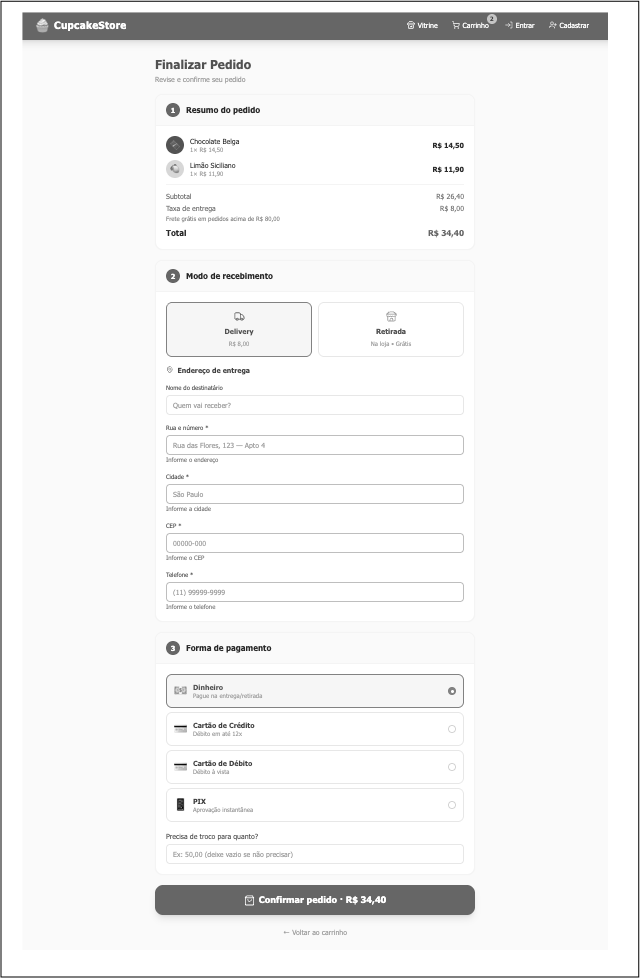 CupcakeStore
Vitrine
Carrinho 2
Entrar
Cadastrar
Finalizar Pedido
Revise e confirme seu pedido
1 Resumo do pedido
Chocolate Belga
1× R$ 14,50
R$ 14,50
Limão Siciliano
1× R$ 11,90
R$ 11,90
Subtotal R$ 26,40
Taxa de entrega R$ 8,00
Frete grátis em pedidos acima de R$ 80,00
Total R$ 34,40
2 Modo de recebimento
Delivery
R$ 8,00
Retirada
Na loja • Grátis
Endereço de entrega
Nome do destinatário
Quem vai receber?
Rua e número *
Rua das Flores, 123 — Apto 4
Informe o endereço
Cidade *
São Paulo
Informe a cidade
CEP *
00000-000
Informe o CEP
Telefone *
(11) 99999-9999
Informe o telefone
3 Forma de pagamento
Dinheiro
Pague na entrega/retirada
Cartão de Crédito
Débito em até 12x
Cartão de Débito
Débito à vista
PIX
Aprovação instantânea
Precisa de troco para quanto?
Ex: 50,00 (deixe vazio se não precisar)
Confirmar pedido · R$ 34,40
← Voltar ao carrinho